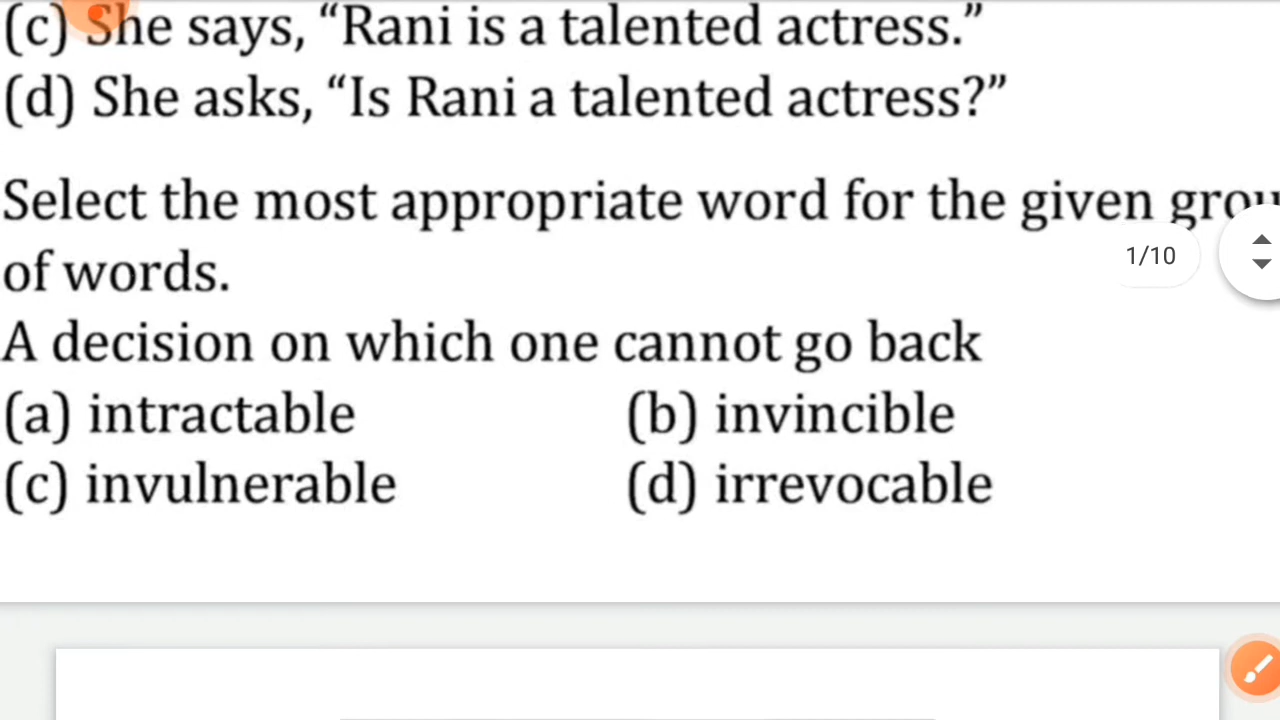 (c) She says, “Rani is a talented actress.”
(d) She asks, “Is Rani a talented actress?”
Select the most appropriate word for the given
of words.
1/10
A decision on which one cannot go back
(a) intractable (b) invincible
(c) invulnerable (d) irrevocable